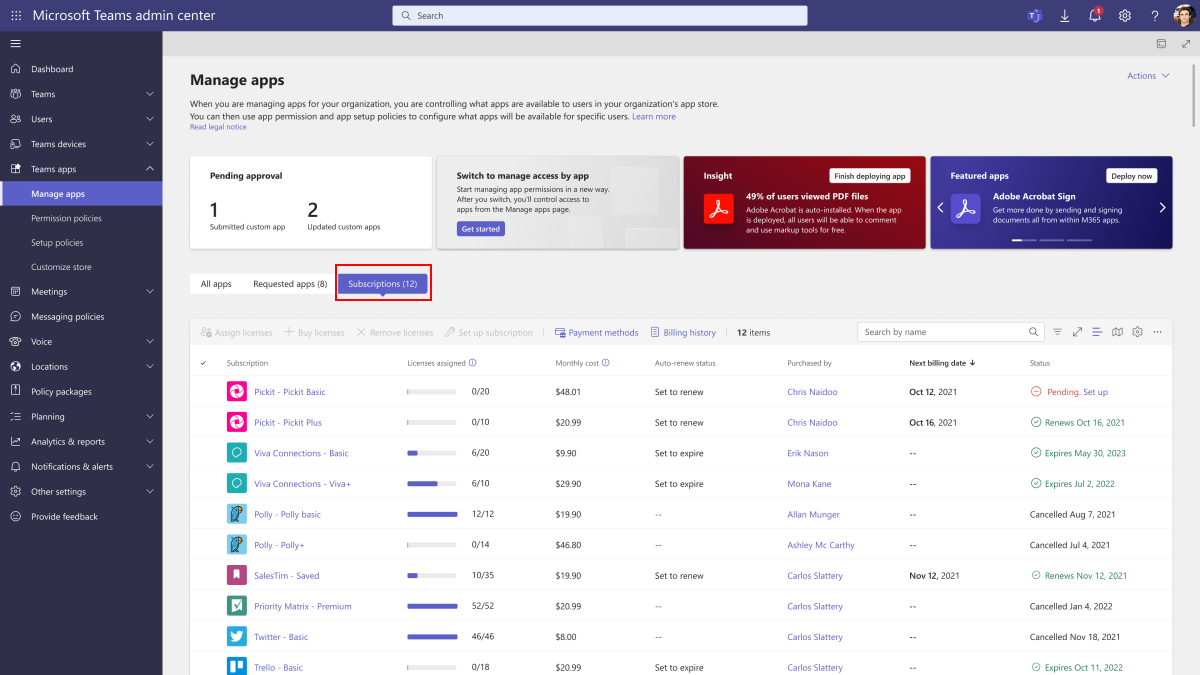 Microsoft Teams admin center
Search
1
Dashboard
Teams
Users
Teams devices
Teams apps
Manage apps
Permission policies
Setup policies
Customize store
Meetings
Messaging policies
Voice
Locations
Policy packages
Planning
Analytics & reports
Notifications & alerts
Other settings
Provide feedback
Manage apps
Actions
When you are managing apps for your organization, you are controlling what apps are available to users in your organization's app store.
You can then use app permission and app setup policies to configure what apps will be available for specific users. Learn more
Read legal notice
Pending approval
1
Submitted custom app
2
Updated custom apps
Switch to manage access by app
Start managing app permissions in a new way.
After you switch, you'll control access to
apps from the Manage apps page.
Get started
Insight
Finish deploying app
49% of users viewed PDF files
Adobe Acrobat is auto-installed. When the app
is deployed, all users will be able to comment
and use markup tools for free.
Featured apps
Deploy now
Adobe Acrobat Sign
Get more done by sending and signing
documents all from within M365 apps.
All apps
Requested apps (8)
Subscriptions (12)
Assign licenses
Buy licenses
Remove licenses
Set up subscription
Payment methods
Billing history
12 items
Search by name
Subscription Licenses assigned Monthly cost Auto-renew status Purchased by Next billing date Status
Pickit - Pickit Basic 0/20 $48.01 Set to renew Chris Naidoo Oct 12, 2021 Pending. Set up
Pickit - Pickit Plus 0/10 $20.99 Set to renew Chris Naidoo Oct 16, 2021 Renews Oct 16, 2021
Viva Connections - Basic 6/20 $9.90 Set to expire Erik Nason -- Expires May 30, 2023
Viva Connections - Viva+ 6/10 $29.90 Set to expire Mona Kane -- Expires Jul 2, 2022
Polly - Polly basic 12/12 $19.90 -- Allan Munger -- Cancelled Aug 7, 2021
Polly - Polly+ 0/14 $46.80 -- Ashley Mc Carthy -- Cancelled Jul 4, 2021
SalesTim - Saved 10/35 $19.90 Set to renew Carlos Slattery Nov 12, 2021 Renews Nov 12, 2021
Priority Matrix - Premium 52/52 $20.99 -- Carlos Slattery -- Cancelled Jan 4, 2022
Twitter - Basic 46/46 $8.00 -- Carlos Slattery -- Cancelled Nov 18, 2021
Trello - Basic 0/18 $20.99 Set to expire Carlos Slattery -- Expires Oct 11, 2022